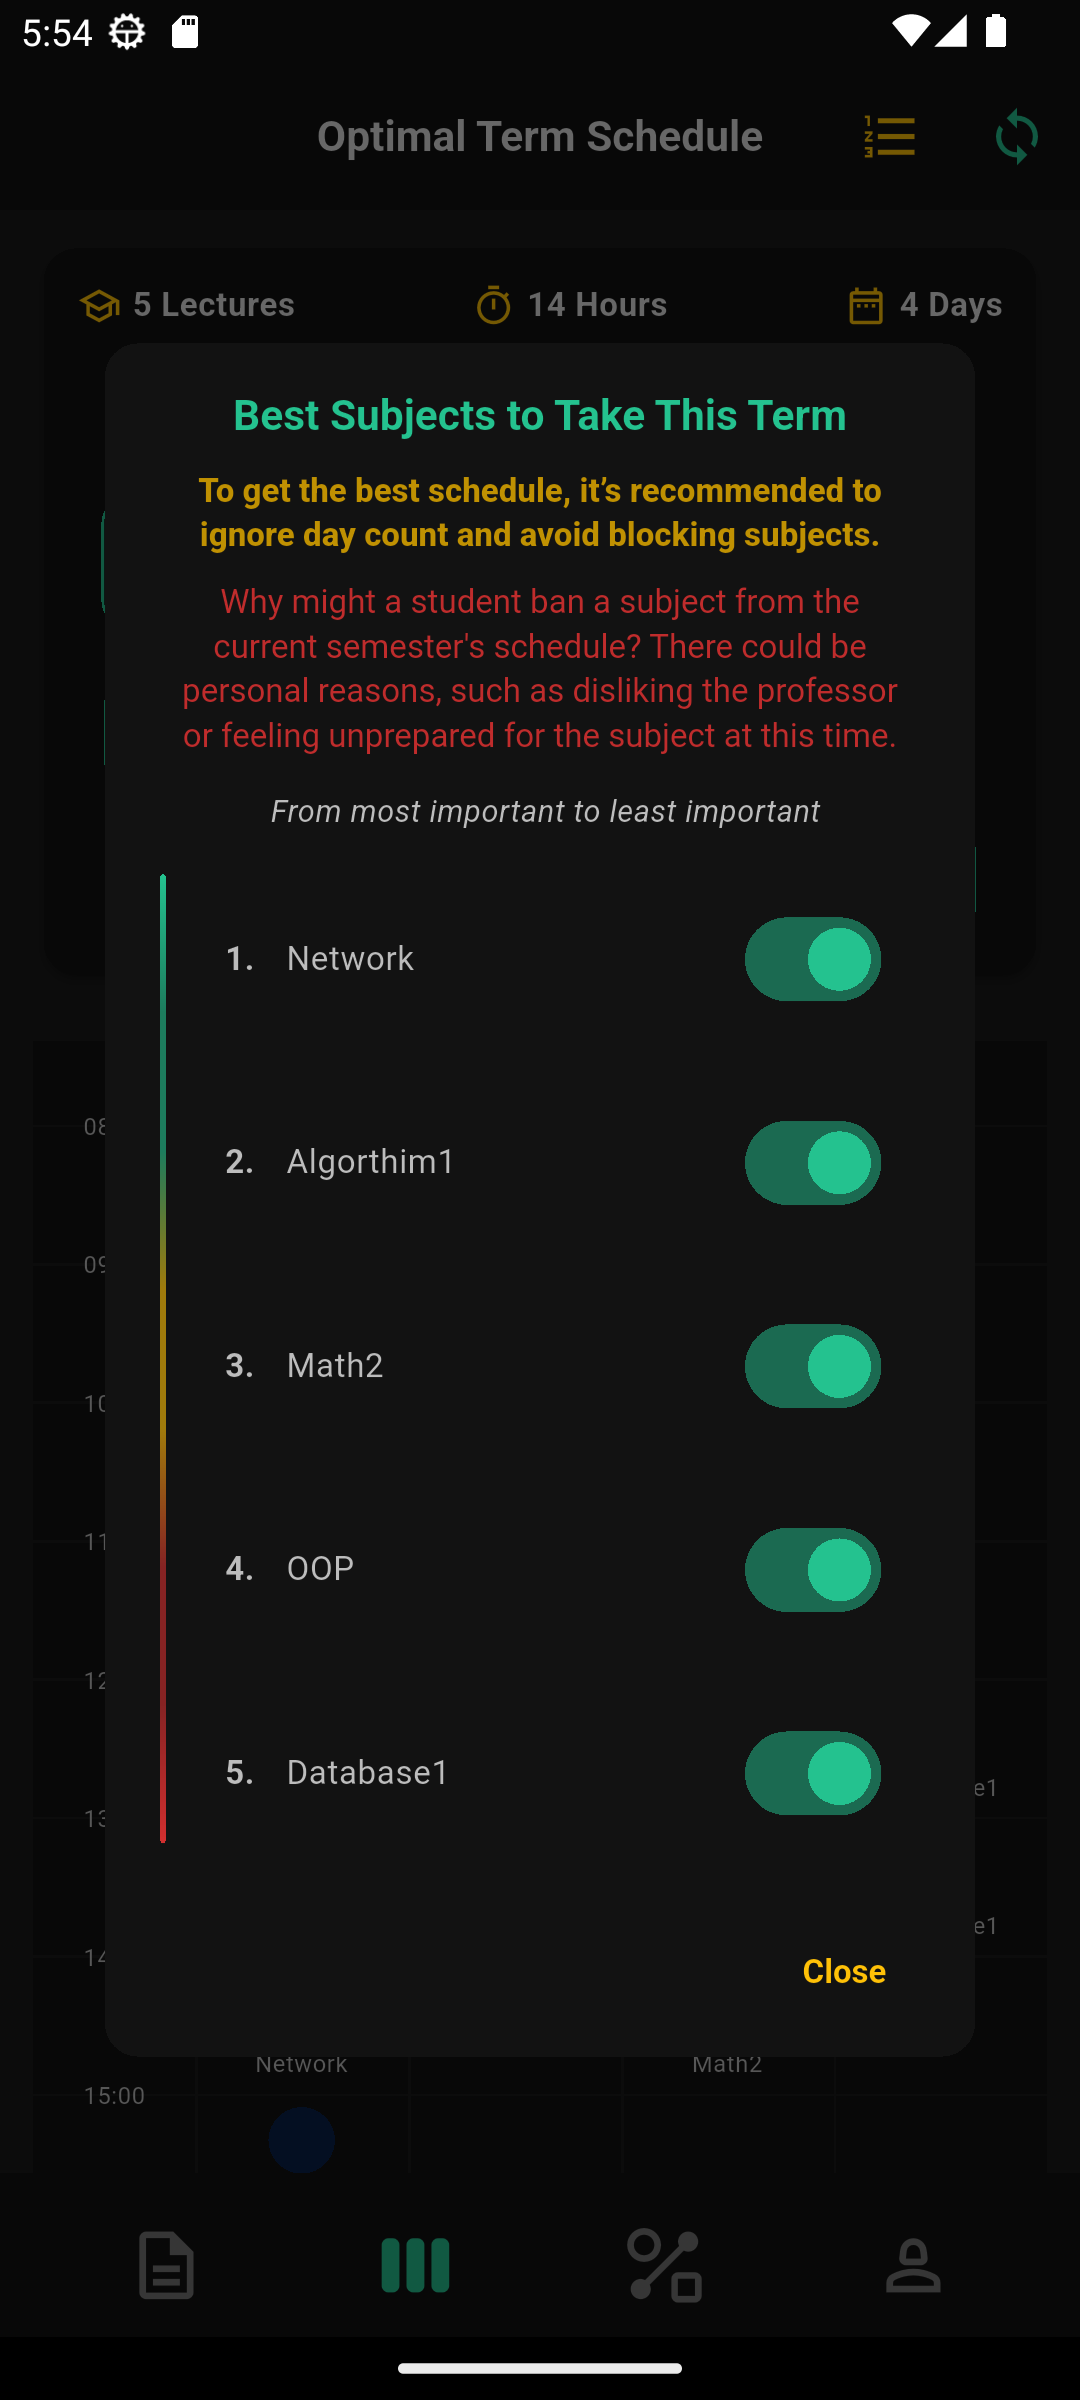 5:54
Optimal Term Schedule
5 Lectures 14 Hours 4 Days
Best Subjects to Take This Term
To get the best schedule, it’s recommended to
ignore day count and avoid blocking subjects.
Why might a student ban a subject from the
current semester's schedule? There could be
personal reasons, such as disliking the professor
or feeling unprepared for the subject at this time.
From most important to least important
1. Network
08
09
2. Algorthim1
3. Math2
10
11
4. OOP
12
5. Database1
e1
13
e1
14
Close
Network Math2
15:00